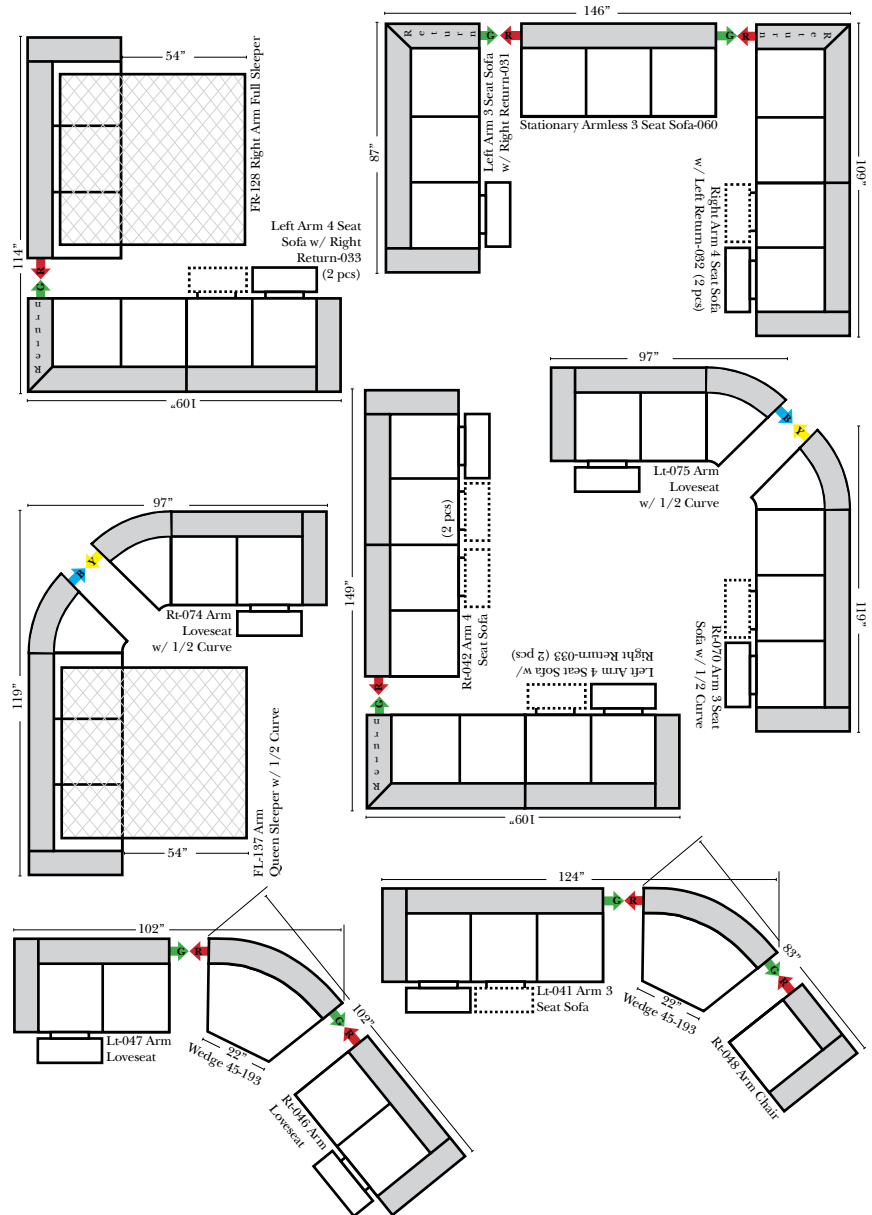 54”
FR-128 Right Arm Full Sleeper
114”
R
G
Return
Left Arm 4 Seat
Sofa w/ Right
Return-033
(2 pcs)
109”
146”
Return
G
R
G
R
Return
87”
Left Arm 3 Seat Sofa
w/ Right Return-031
Stationary Armless 3 Seat Sofa-060
Right Arm 4 Seat Sofa
w/ Left Return-032 (2 pcs)
109”
97”
B
Y
Lt-075 Arm
Loveseat
w/ 1/2 Curve
Rt-070 Arm 3 Seat
Sofa w/ 1/2 Curve
119”
97”
B
Y
Rt-074 Arm
Loveseat
w/ 1/2 Curve
119”
54”
FL-137 Arm
Queen Sleeper w/ 1/2 Curve
149”
Rt-042 Arm 4
Seat Sofa
(2 pcs)
R
G
Return
Left Arm 4 Seat Sofa w/
Right Return-033 (2 pcs)
109”
102”
G
R
Lt-047 Arm
Loveseat
22”
Wedge 45-193
G
R
102”
Rt-046 Arm
Loveseat
124”
G
R
Lt-041 Arm 3
Seat Sofa
22”
Wedge 45-193
G
R
83”
Rt-048 Arm Chair